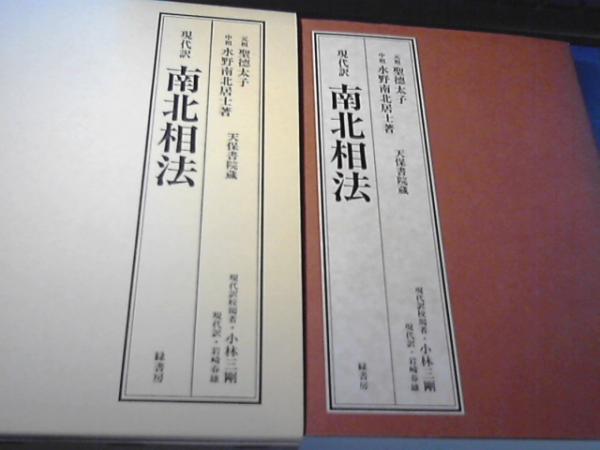 元祖 聖徳太子
中祖 水野南北居士著
天保書院蔵
現代訳 南北相法
現代訳校閲者・小林三剛
現代訳・岩崎春雄
緑書房
元祖 聖徳太子
中祖 水野南北居士著
天保書院蔵
現代訳 南北相法
現代訳校閲者・小林三剛
現代訳・岩崎春雄
緑書房